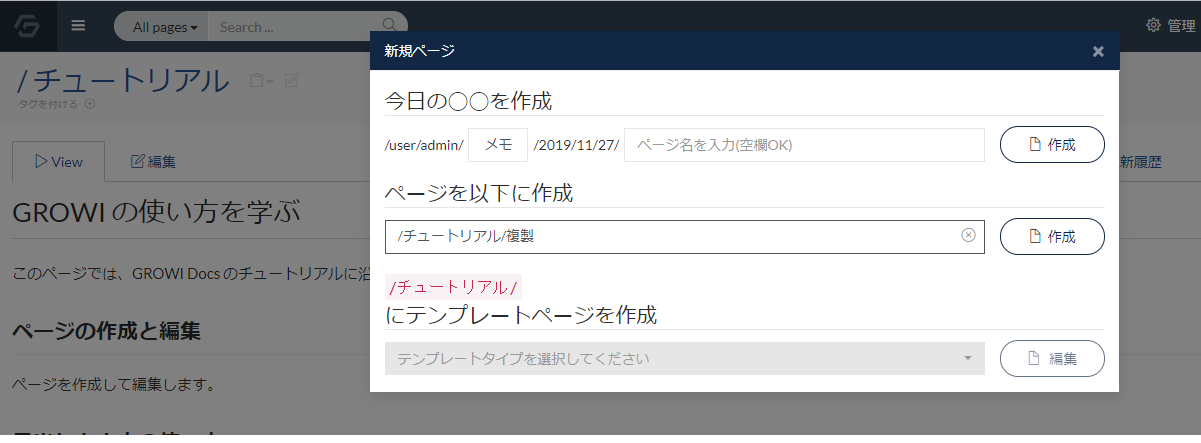 All pages
Search ...
管理
新規ページ
×
/チュートリアル
タグを付ける
今日の〇〇を作成
/user/admin/ メモ /2019/11/27/ ページ名を入力(空欄OK) 作成
View
編集
新履歴
ページを以下に作成
/チュートリアル/複製 作成
GROWI の使い方を学ぶ
このページでは、GROWI Docs のチュートリアルに沿
/チュートリアル/
にテンプレートページを作成
テンプレートタイプを選択してください 編集
ページの作成と編集
ページを作成して編集します。